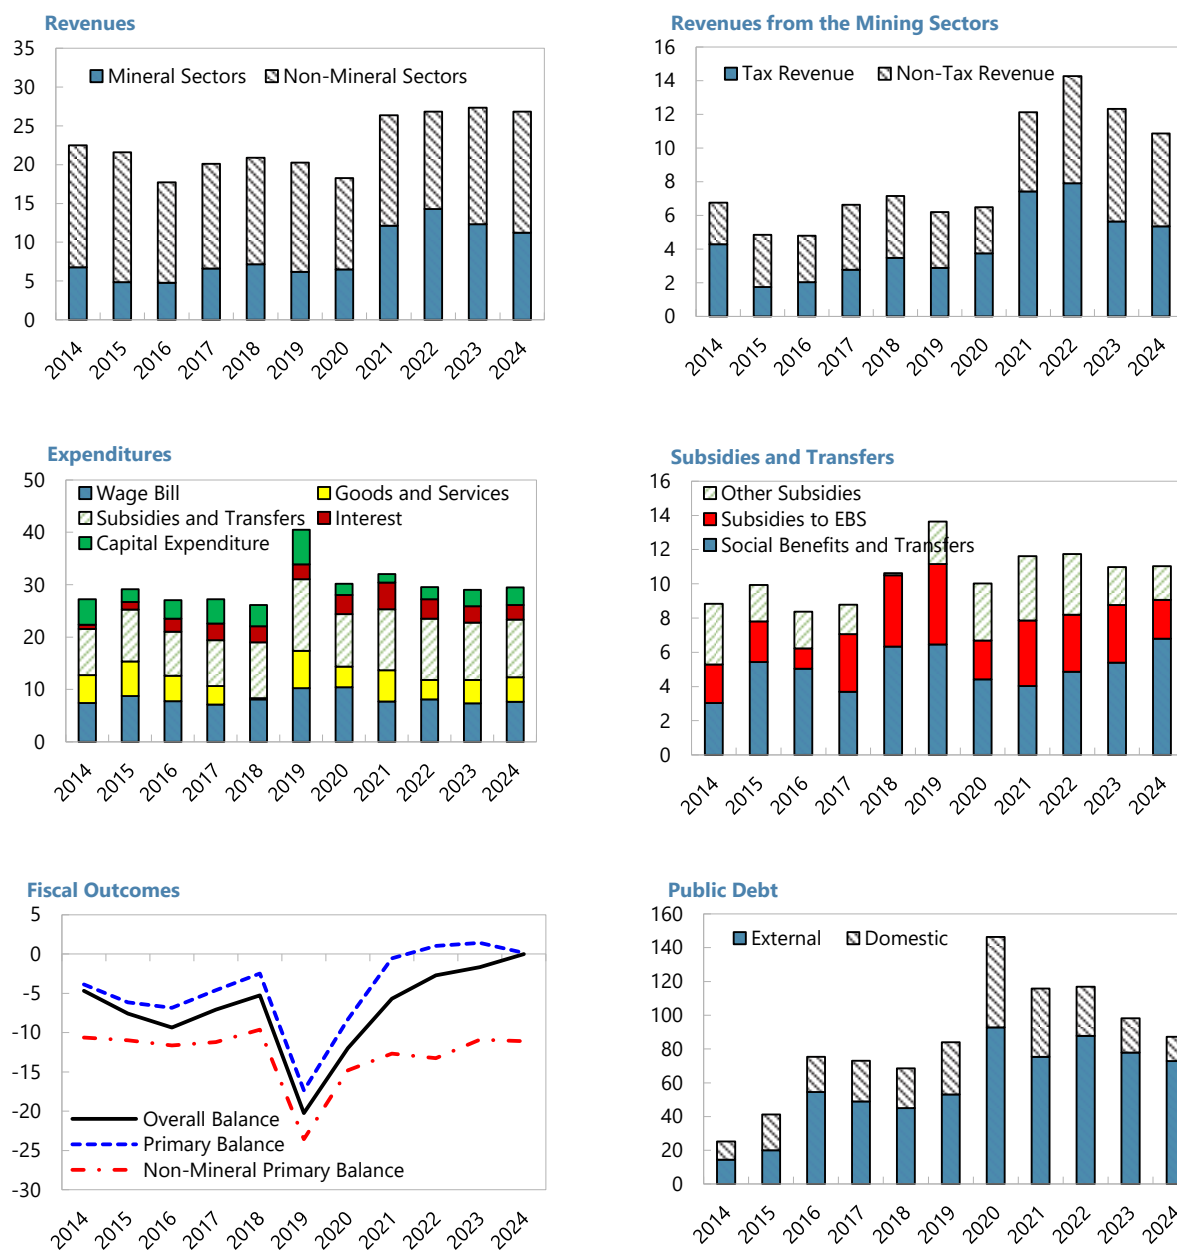 Revenues
35
30
25
20
15
10
5
0
Mineral Sectors Non-Mineral Sectors
2014 2015 2016 2017 2018 2019 2020 2021 2022 2023 2024
Revenues from the Mining Sectors
16
14
12
10
8
6
4
2
0
Tax Revenue Non-Tax Revenue
2014 2015 2016 2017 2018 2019 2020 2021 2022 2023 2024
Expenditures
50
40
30
20
10
0
Wage Bill Goods and Services
Subsidies and Transfers Interest
Capital Expenditure
2014 2015 2016 2017 2018 2019 2020 2021 2022 2023 2024
Subsidies and Transfers
16
14
12
10
8
6
4
2
0
Other Subsidies
Subsidies to EBS
Social Benefits and Transfers
2014 2015 2016 2017 2018 2019 2020 2021 2022 2023 2024
Fiscal Outcomes
5
0
-5
-10
-15
-20
-25
-30
Overall Balance
Primary Balance
Non-Mineral Primary Balance
2014 2015 2016 2017 2018 2019 2020 2021 2022 2023 2024
Public Debt
160
140
120
100
80
60
40
20
0
External Domestic
2014 2015 2016 2017 2018 2019 2020 2021 2022 2023 2024